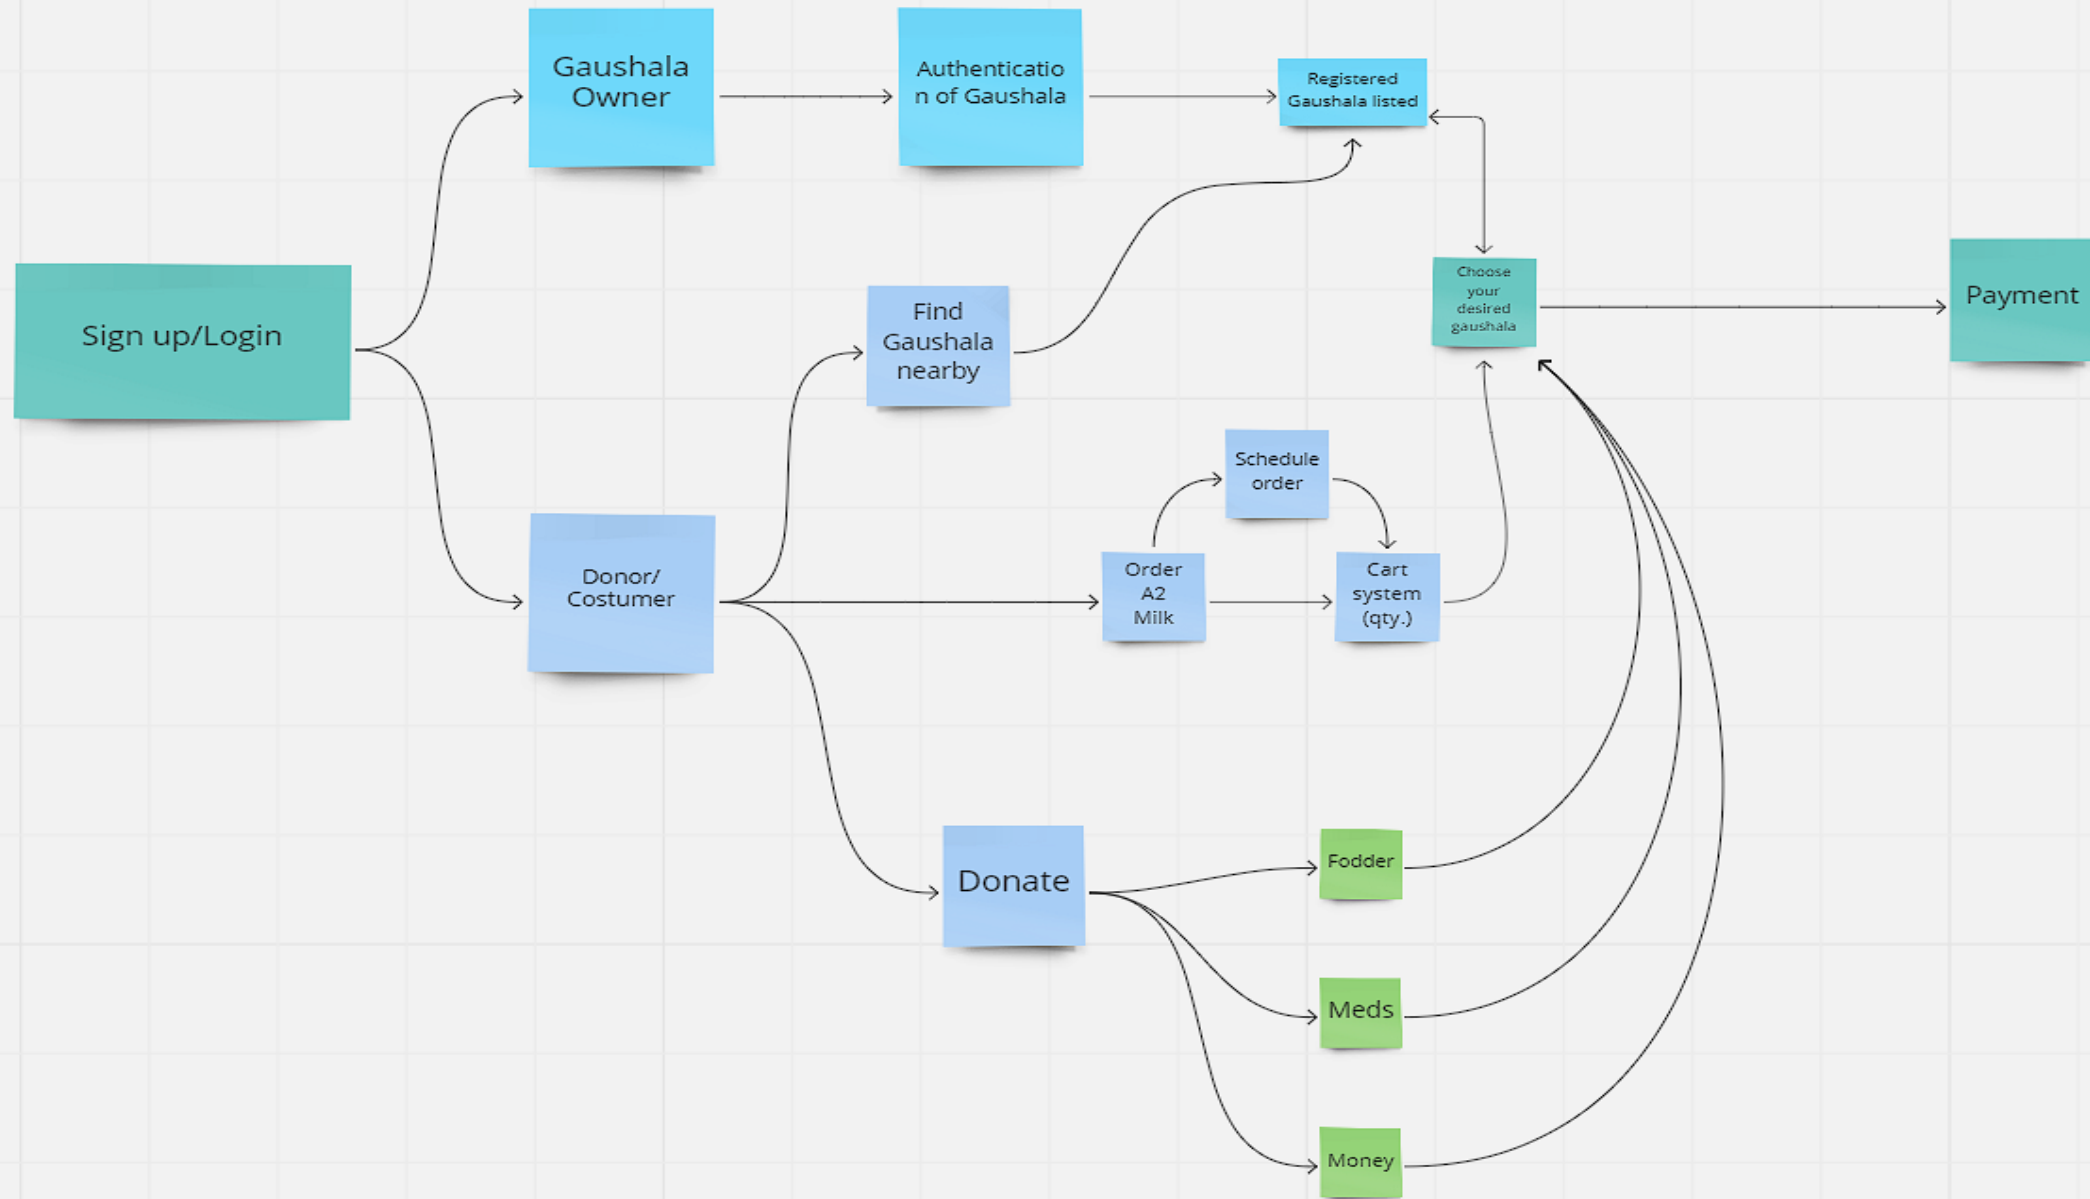 Gaushala
Owner
Authenticatio
n of Gaushala
Registered
Gaushala listed
Sign up/Login
Find
Gaushala
nearby
Choose
your
desired
gaushala
Payment
Schedule
order
Donor/
Costumer
Order
A2
Milk
Cart
system
(qty.)
Donate
Fodder
Meds
Money